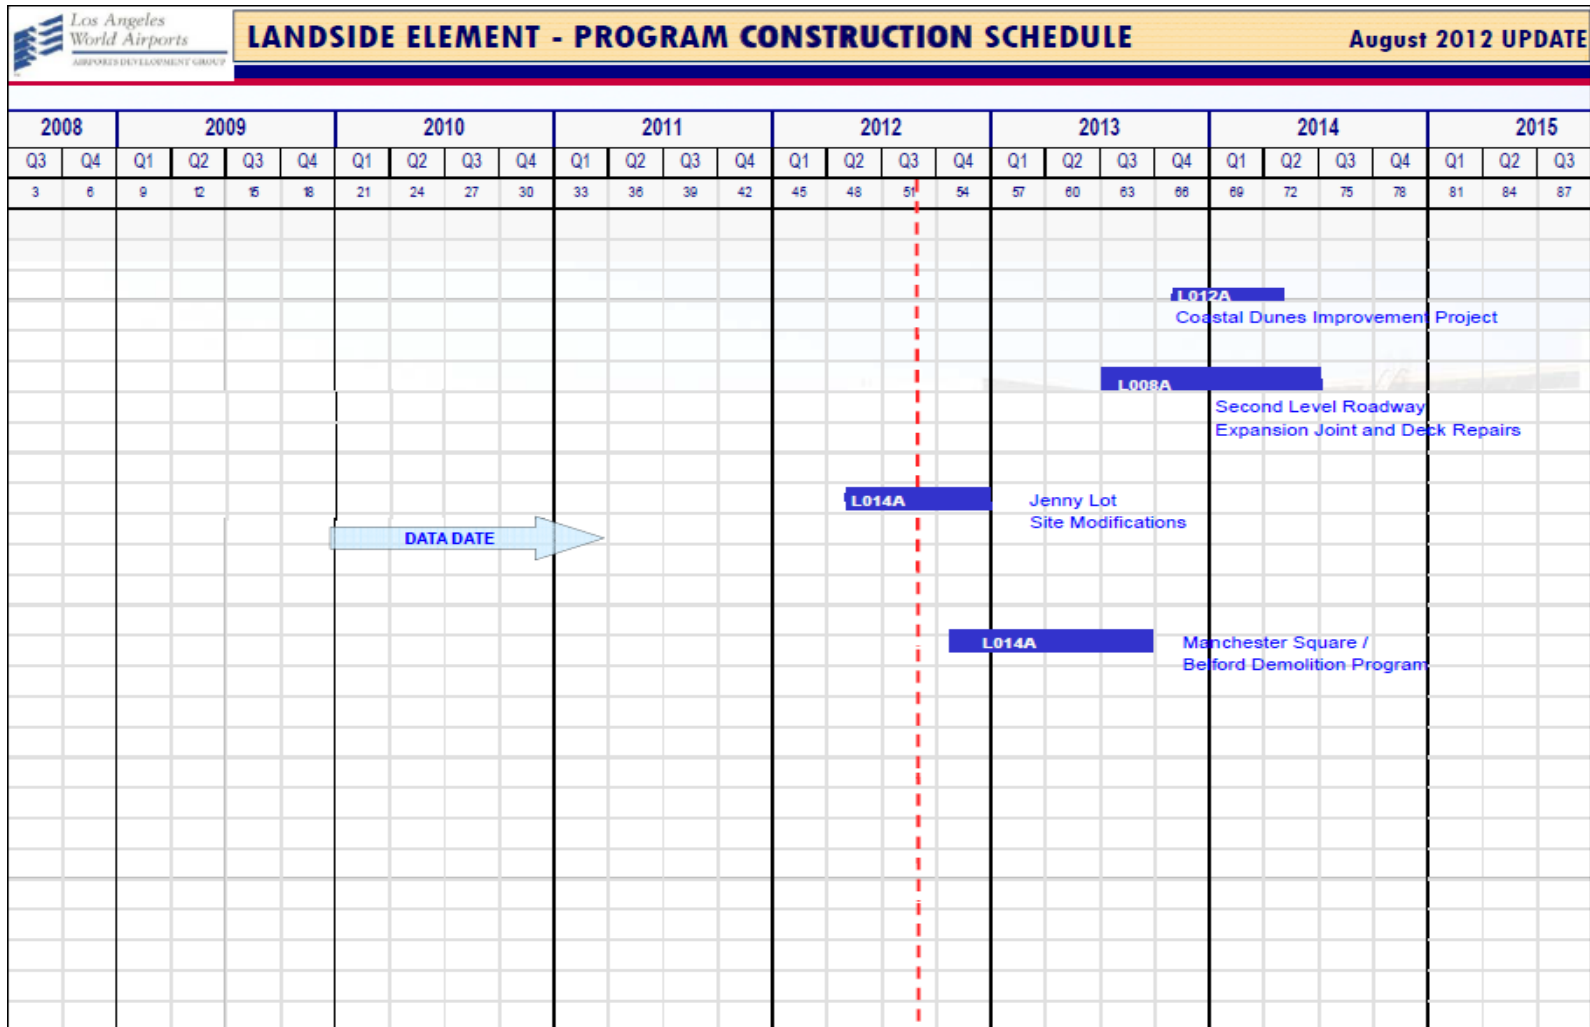 Los Angeles
World Airports
AIRPORTS DEVELOPMENT GROUP
LANDSIDE ELEMENT - PROGRAM CONSTRUCTION SCHEDULE August 2012 UPDATE
2008 2009 2010 2011 2012 2013 2014 2015
Q3 Q4 Q1 Q2 Q3 Q4 Q1 Q2 Q3 Q4 Q1 Q2 Q3 Q4 Q1 Q2 Q3 Q4 Q1 Q2 Q3 Q4 Q1 Q2 Q3 Q4 Q1 Q2 Q3
3 6 9 12 15 18 21 24 27 30 33 36 39 42 45 48 51 54 57 60 63 66 69 72 75 78 81 84 87
L012A
Coastal Dunes Improvement Project
L008A
Second Level Roadway
Expansion Joint and Deck Repairs
L014A Jenny Lot
Site Modifications
DATA DATE
L014A Manchester Square /
Belford Demolition Program